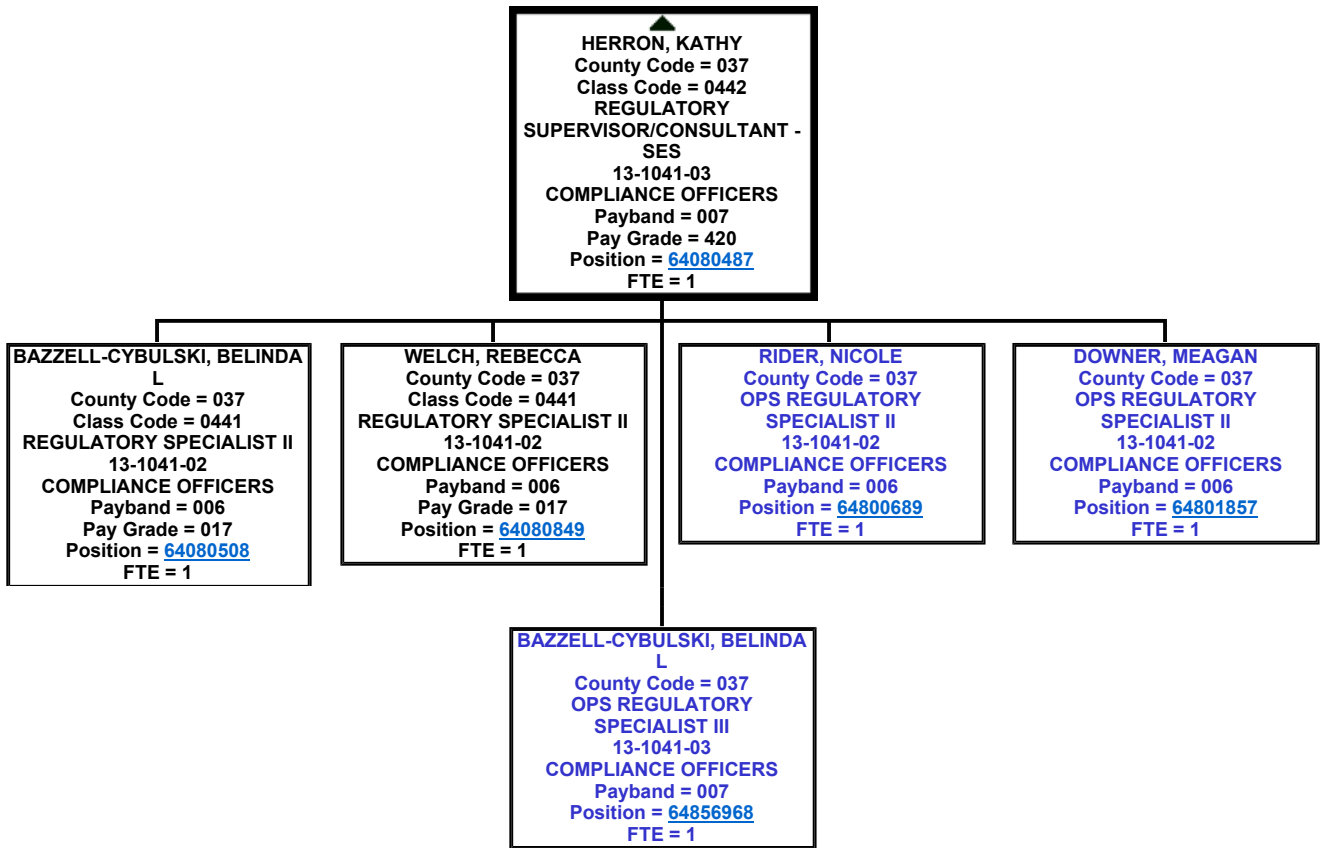 HERRON, KATHY
County Code = 037
Class Code = 0442
REGULATORY
SUPERVISOR/CONSULTANT -
SES
13-1041-03
COMPLIANCE OFFICERS
Payband = 007
Pay Grade = 420
Position = 64080487
FTE = 1
BAZZELL-CYBULSKI, BELINDA
L
County Code = 037
Class Code = 0441
REGULATORY SPECIALIST II
13-1041-02
COMPLIANCE OFFICERS
Payband = 006
Pay Grade = 017
Position = 64080508
FTE = 1
WELCH, REBECCA
County Code = 037
Class Code = 0441
REGULATORY SPECIALIST II
13-1041-02
COMPLIANCE OFFICERS
Payband = 006
Pay Grade = 017
Position = 64080849
FTE = 1
RIDER, NICOLE
County Code = 037
OPS REGULATORY
SPECIALIST II
13-1041-02
COMPLIANCE OFFICERS
Payband = 006
Position = 64800689
FTE = 1
DOWNER, MEAGAN
County Code = 037
OPS REGULATORY
SPECIALIST II
13-1041-02
COMPLIANCE OFFICERS
Payband = 006
Position = 64801857
FTE = 1
BAZZELL-CYBULSKI, BELINDA
L
County Code = 037
OPS REGULATORY
SPECIALIST III
13-1041-03
COMPLIANCE OFFICERS
Payband = 007
Position = 64856968
FTE = 1